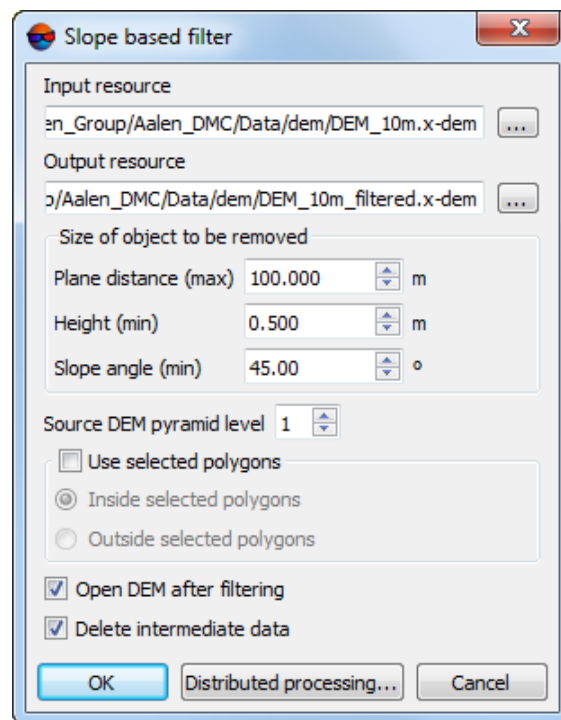 Slope based filter
Input resource
en_Group/Aalen_DMC/Data/dem/DEM_10m.x-dem ...
Output resource
o/Aalen_DMC/Data/dem/DEM_10m_filtered.x-dem ...
Size of object to be removed
Plane distance (max) 100.000 m
Height (min) 0.500 m
Slope angle (min) 45.00 º
Source DEM pyramid level 1
Use selected polygons
Inside selected polygons
Outside selected polygons
Open DEM after filtering
Delete intermediate data
OK Distributed processing... Cancel